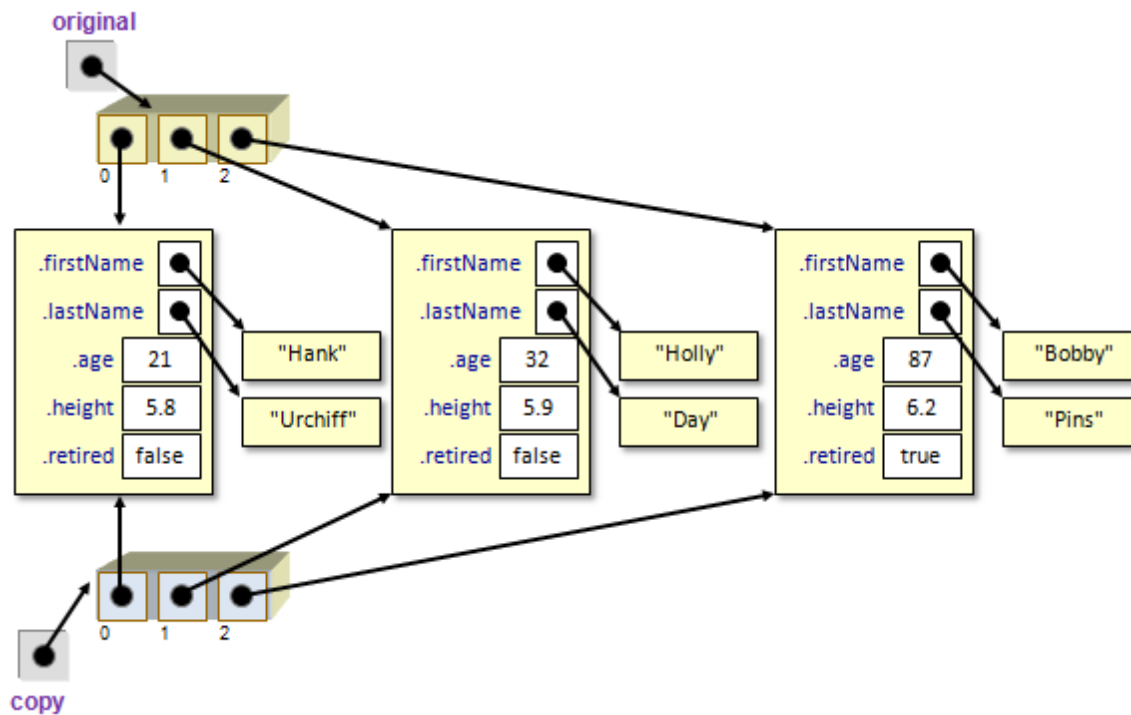 original
0 1 2
.firstName .firstName .firstName
.lastName .lastName .lastName
"Hank" "Holly" "Bobby"
.age 21 .age 32 .age 87
.height 5.8 .height 5.9 .height 6.2
"Urchiff" "Day" "Pins"
.retired false .retired false .retired true
0 1 2
copy